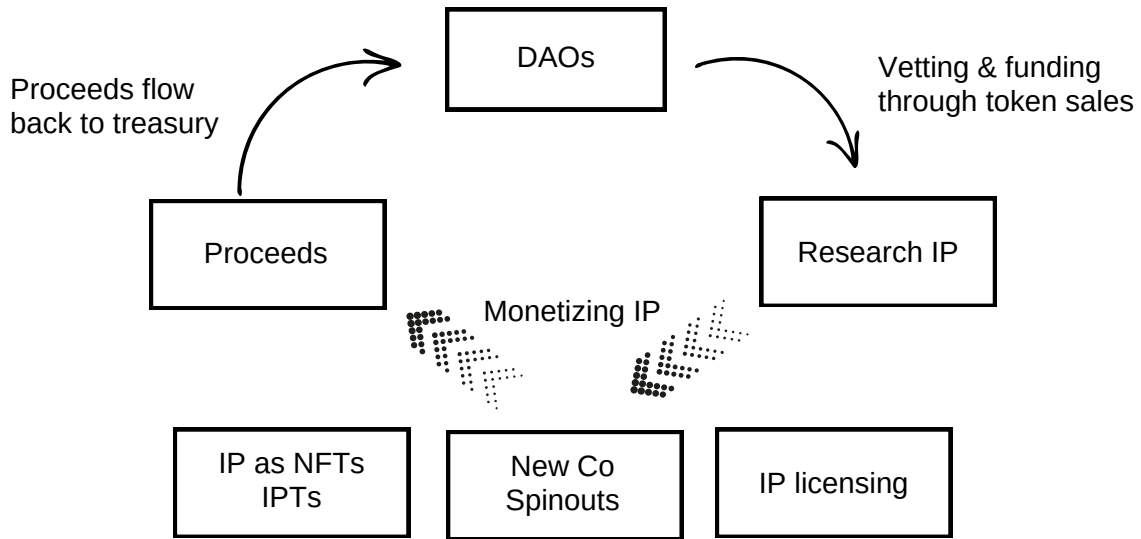 DAOs
Proceeds flow
back to treasury
Vetting & funding
through token sales
Proceeds
Research IP
Monetizing IP
IP as NFTs
IPTs
New Co
Spinouts
IP licensing